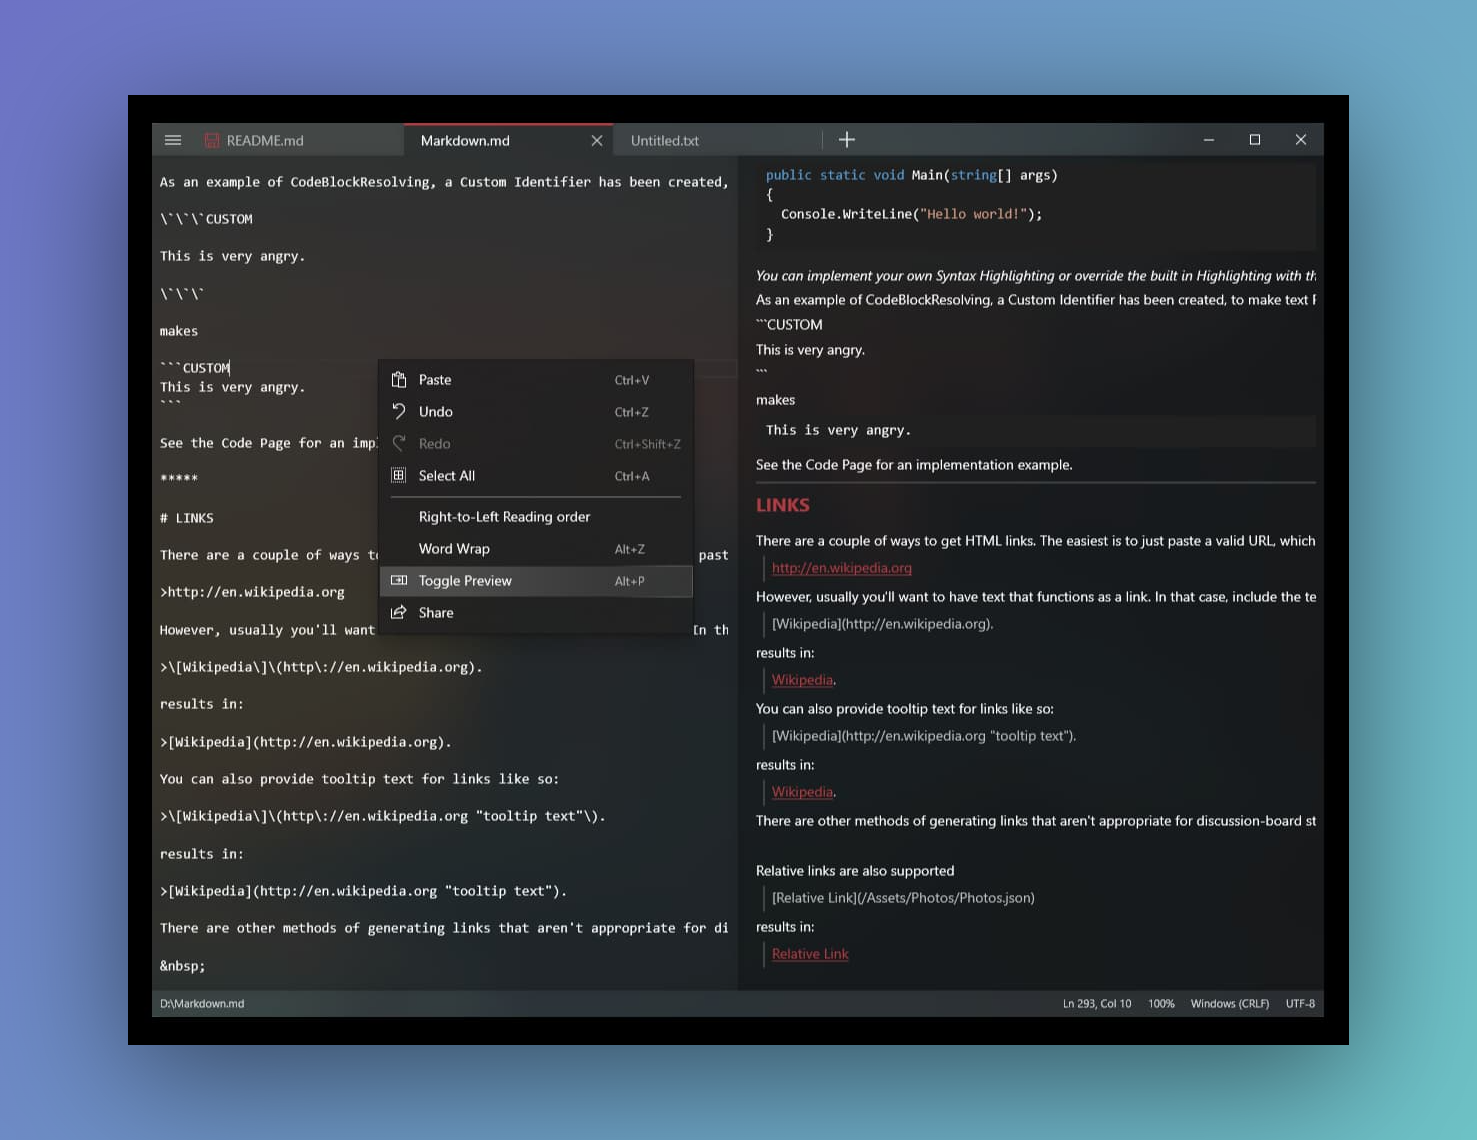 README.md
Markdown.md
Untitled.txt
As an example of CodeBlockResolving, a Custom Identifier has been created,
\`\`\`CUSTOM
This is very angry.
\`\`\`
makes
```CUSTOM
This is very angry.
```
See the Code Page for an imp
*****
# LINKS
There are a couple of ways t
past
>http://en.wikipedia.org
However, usually you'll want
In th
>\[Wikipedia\]\(http\://en.wikipedia.org).
results in:
>[Wikipedia](http://en.wikipedia.org).
You can also provide tooltip text for links like so:
>\[Wikipedia\]\(http\://en.wikipedia.org "tooltip text"\).
results in:
>[Wikipedia](http://en.wikipedia.org "tooltip text").
There are other methods of generating links that aren't appropriate for di
&nbsp;
Paste Ctrl+V
Undo Ctrl+Z
Redo Ctrl+Shift+Z
Select All Ctrl+A
Right-to-Left Reading order
Word Wrap Alt+Z
Toggle Preview Alt+P
Share
public static void Main(string[] args)
{
Console.WriteLine("Hello world!");
}
You can implement your own Syntax Highlighting or override the built in Highlighting with th
As an example of CodeBlockResolving, a Custom Identifier has been created, to make text
```CUSTOM
This is very angry.
```
makes
This is very angry.
See the Code Page for an implementation example.
LINKS
There are a couple of ways to get HTML links. The easiest is to just paste a valid URL, which
http://en.wikipedia.org
However, usually you'll want to have text that functions as a link. In that case, include the te
[Wikipedia](http://en.wikipedia.org).
results in:
Wikipedia.
You can also provide tooltip text for links like so:
[Wikipedia](http://en.wikipedia.org "tooltip text").
results in:
Wikipedia.
There are other methods of generating links that aren't appropriate for discussion-board st
Relative links are also supported
[Relative Link](/Assets/Photos/Photos.json)
results in:
Relative Link
D:\Markdown.md
Ln 293, Col 10 100% Windows (CRLF) UTF-8